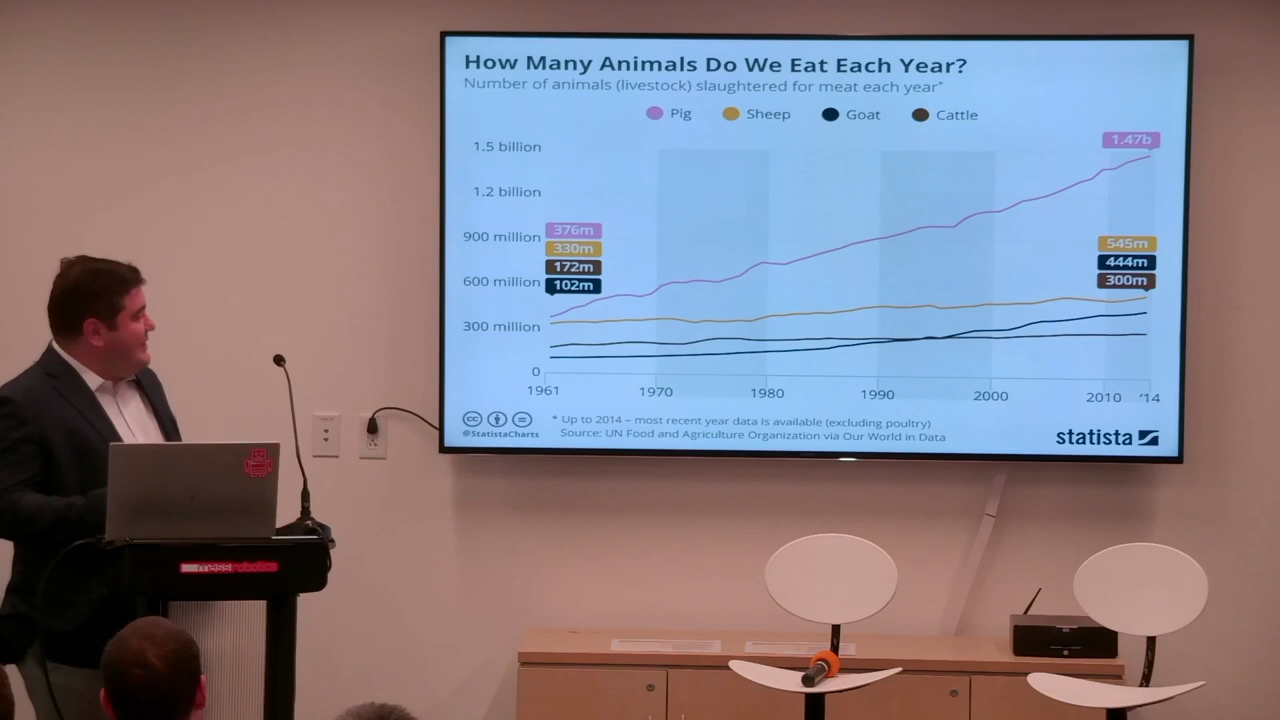 How Many Animals Do We Eat Each Year?
Number of animals (livestock) slaughtered for meat each year*
Pig Sheep Goat Cattle
1.5 billion
1.2 billion
900 million
600 million
300 million
0
376m
330m
172m
102m
1.47b
545m
444m
300m
1961 1970 1980 1990 2000 2010 '14
* Up to 2014 – most recent year data is available (excluding poultry)
Source: UN Food and Agriculture Organization via Our World in Data
@StatistaCharts
statista
massrobotics